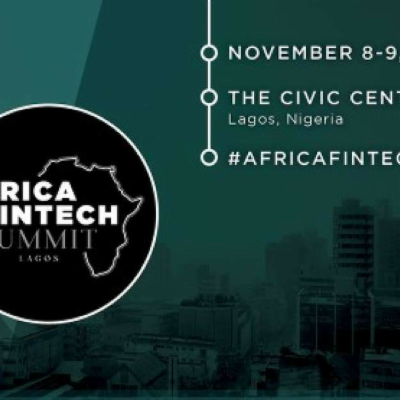 NOVEMBER 8-9,
THE CIVIC CENT
Lagos, Nigeria
#AFRICAFINTEC
RICA
INTECH
UMMIT
LAGOS